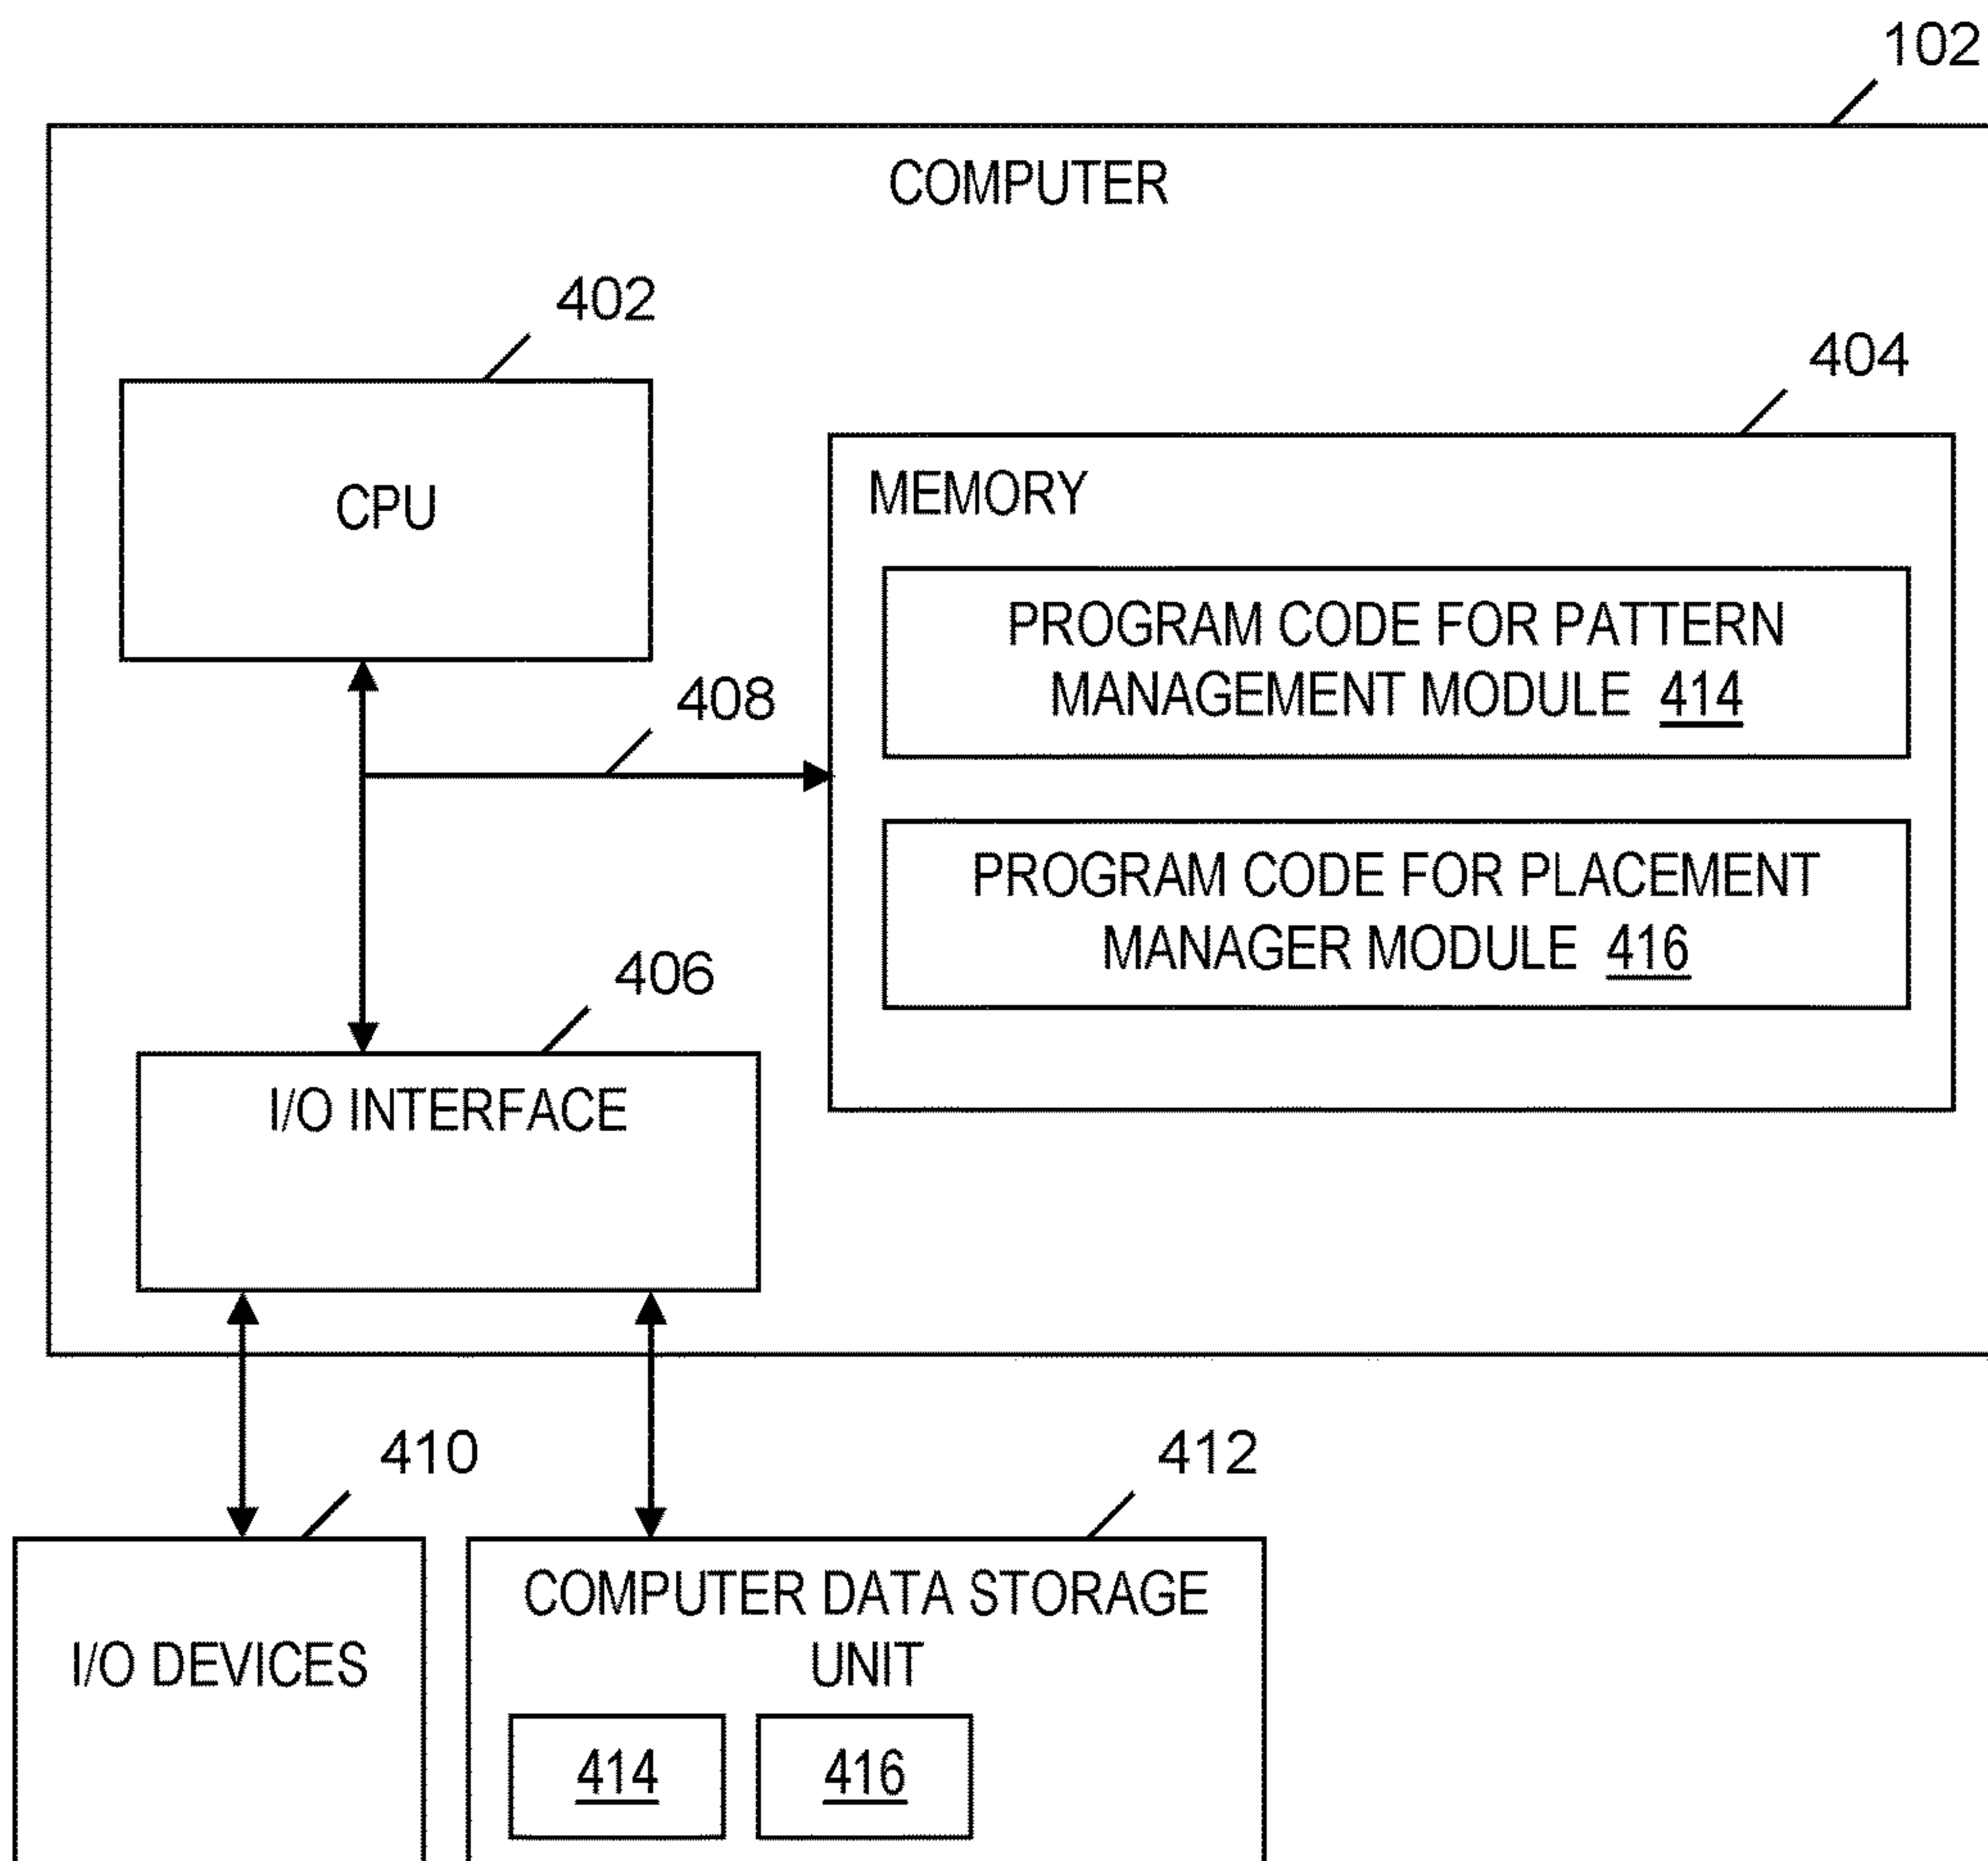 102
COMPUTER
402
404
CPU
MEMORY
PROGRAM CODE FOR PATTERN
MANAGEMENT MODULE 414
408
PROGRAM CODE FOR PLACEMENT
MANAGER MODULE 416
406
I/O INTERFACE
410
412
COMPUTER DATA STORAGE
UNIT
I/O DEVICES
414
416